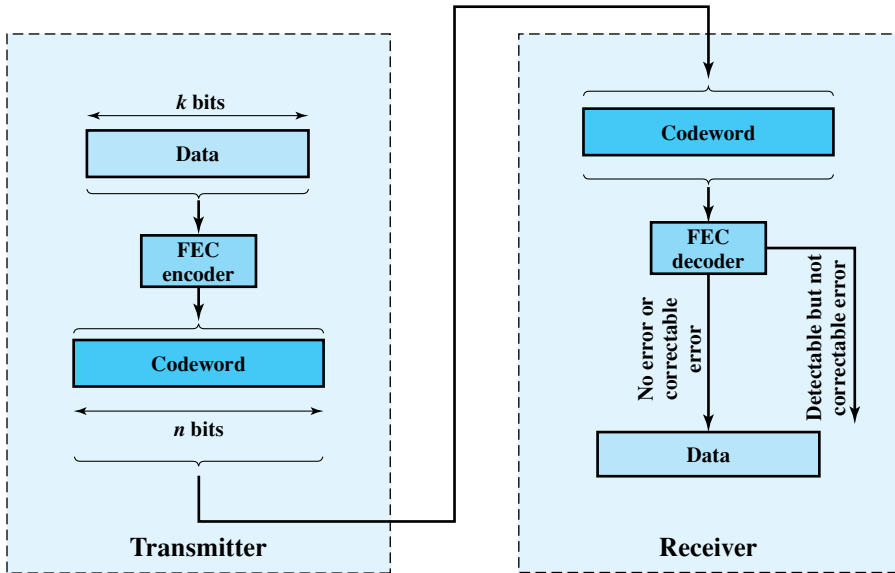 k bits
Data
FEC
encoder
Codeword
n bits
Transmitter
Codeword
FEC
decoder
No error or
correctable
error
Detectable but not
correctable error
Data
Receiver